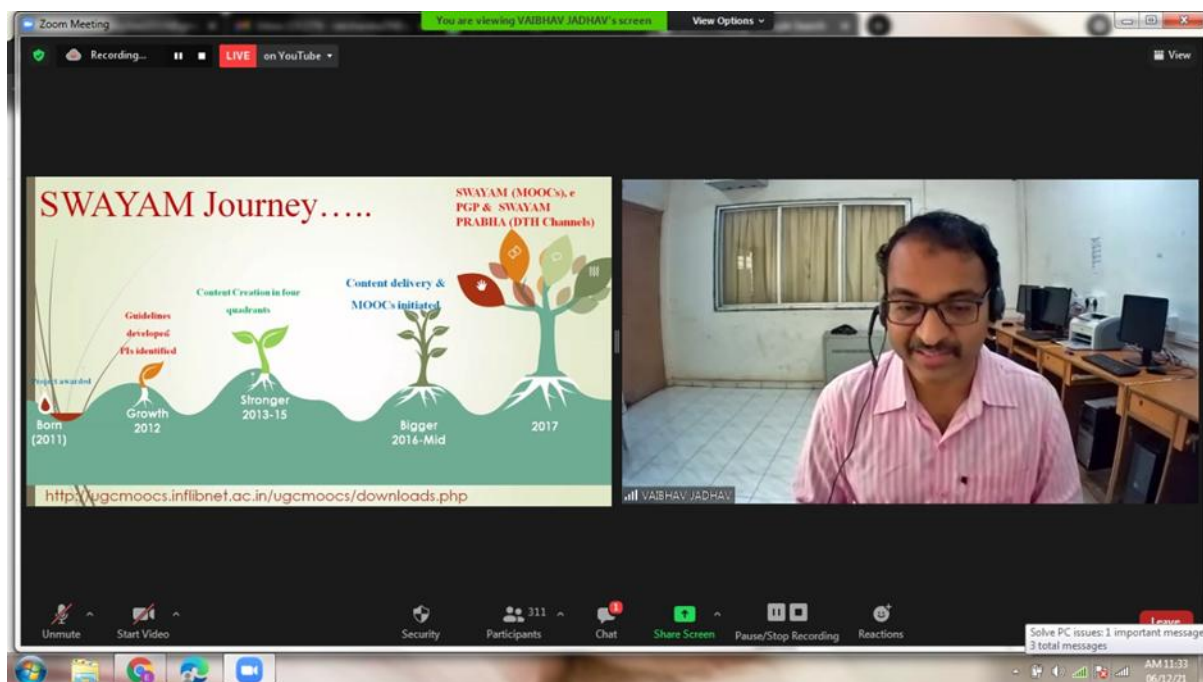 Zoom Meeting
You are viewing VAIBHAV JADHAV's screen
View Options
Recording...
LIVE on YouTube
View
SWAYAM Journey.....
SWAYAM (MOOCs), e
PGP & SWAYAM
PRABHA (DTH Channels)
Content delivery &
MOOCs initiated
Content Creation in four
quadrants
Guidelines
developed
PIs identified
Project awarded
Born
(2011)
Growth
2012
Stronger
2013-15
Bigger
2016-Mid
2017
http://ugcmoocs.inflibnet.ac.in/ugcmoocs/downloads.php
VAIBHAV JADHAV
Unmute
Start Video
Security
311
Participants
1
Chat
Share Screen
Pause/Stop Recording
Reactions
Leave
Solve PC issues: 1 important message
3 total messages
AM 11:33
06/12/21